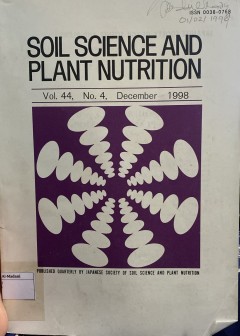 ISSN 0038-0768
SOIL SCIENCE AND
PLANT NUTRITION
Vol. 44, No. 4, December 1998
PUBLISHED QUARTERLY BY JAPANESE SOCIETY OF SOIL SCIENCE AND PLANT NUTRITION